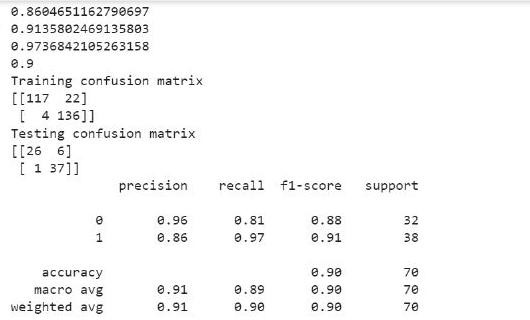 0.8604651162790697
0.9135802469135803
0.9736842105263158
0.9
Training confusion matrix
[[117  22]
 [  4 136]]
Testing confusion matrix
[[26  6]
 [ 1 37]]
              precision    recall  f1-score   support

           0       0.96      0.81      0.88        32
           1       0.86      0.97      0.91        38

    accuracy                           0.90        70
   macro avg       0.91      0.89      0.90        70
weighted avg       0.91      0.90      0.90        70